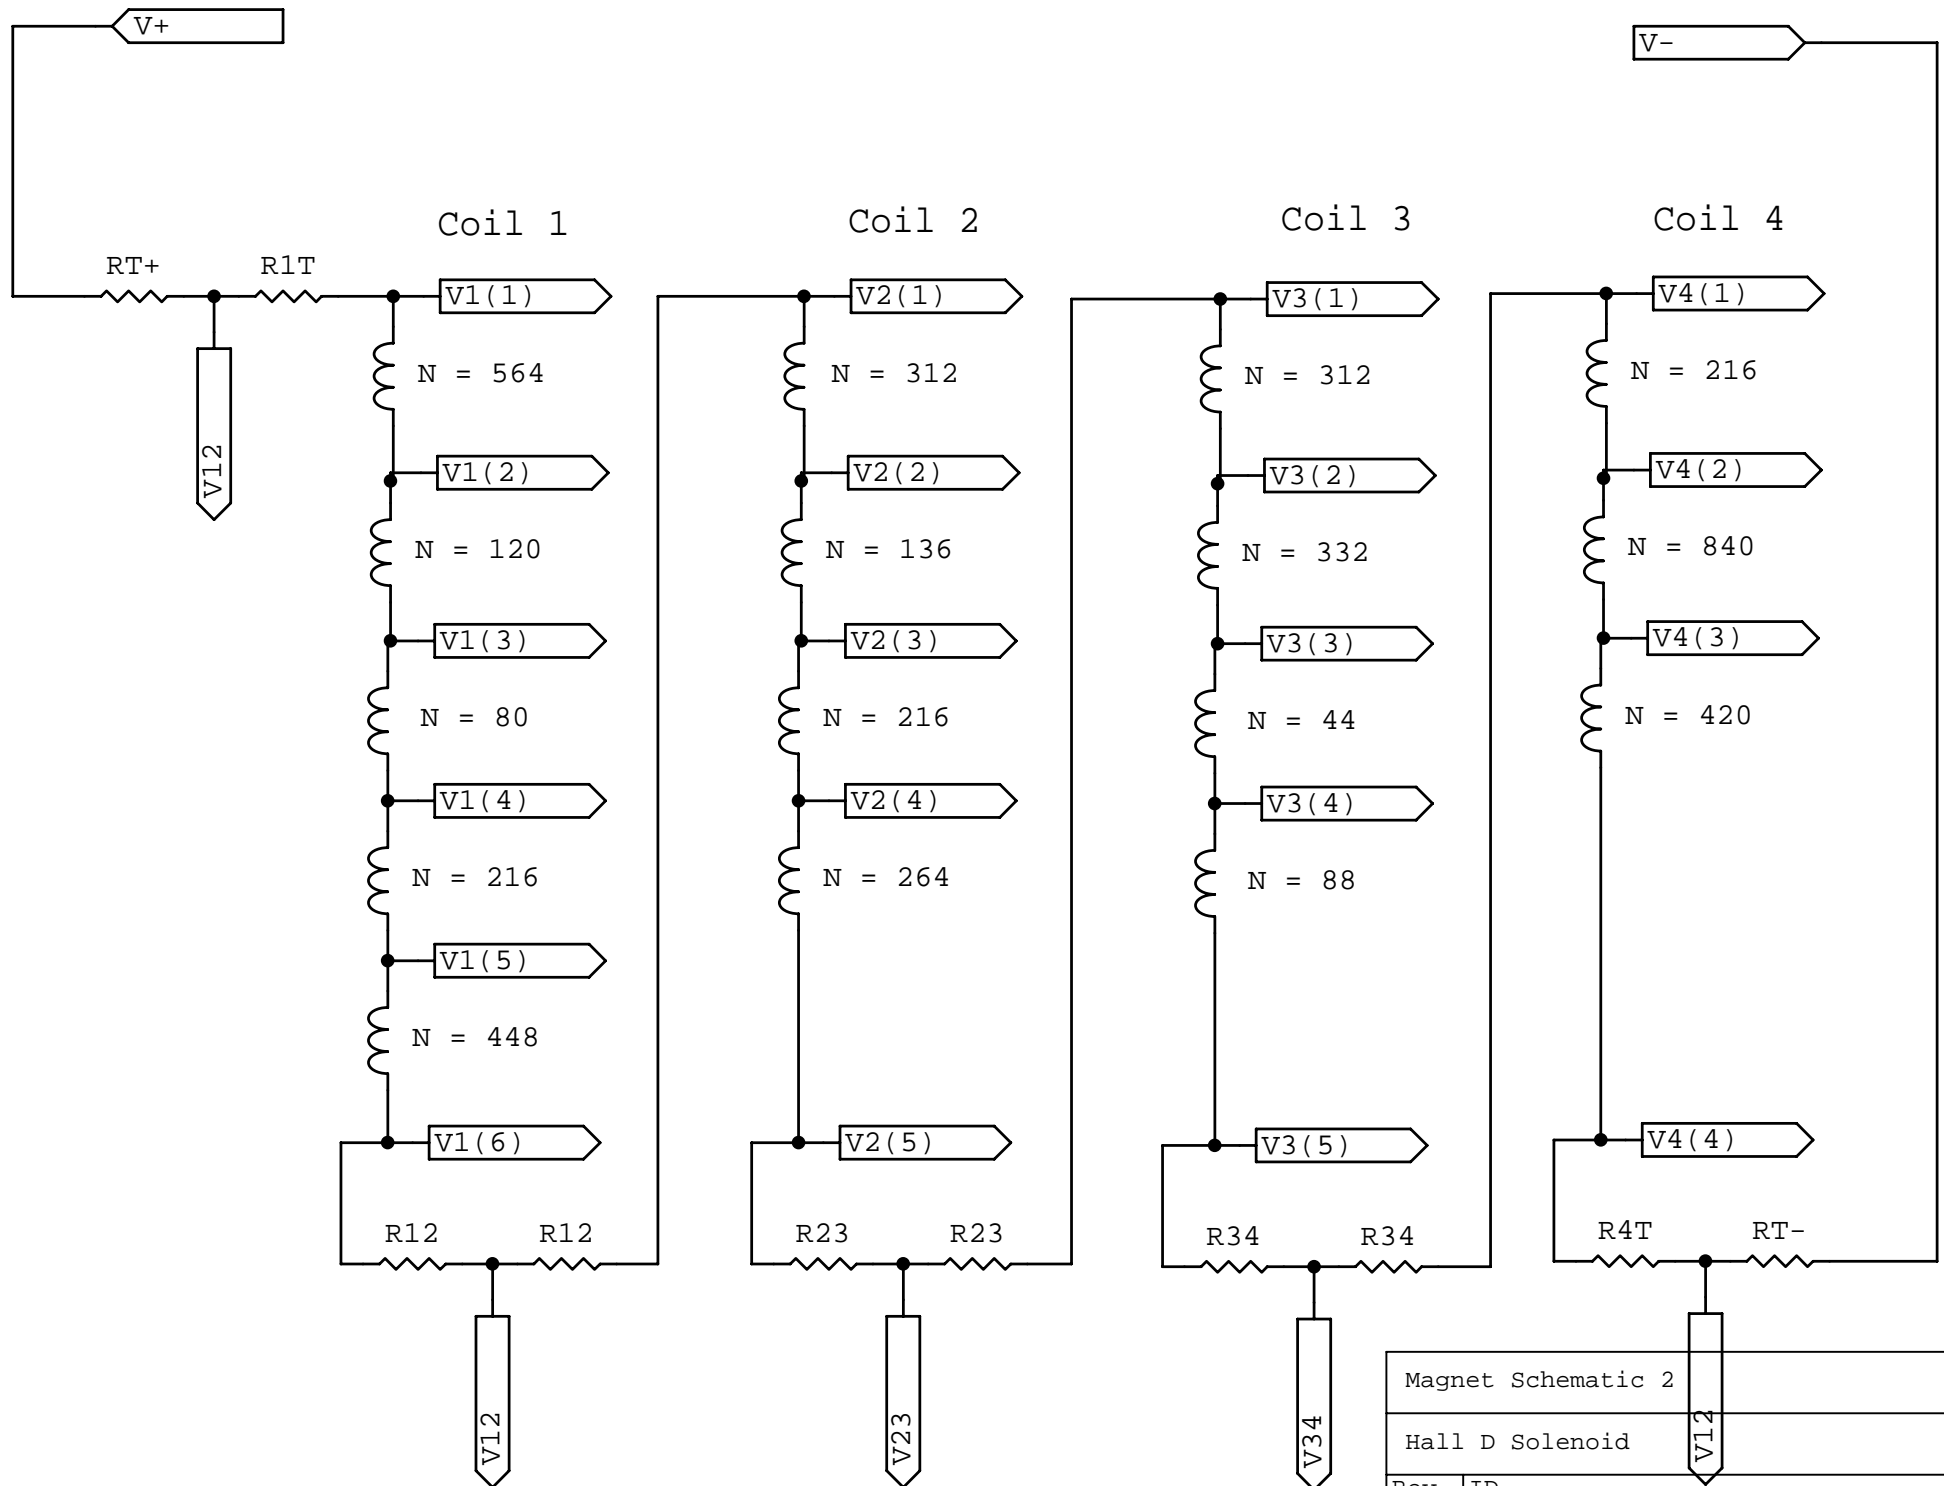 V+
V-
Coil 1
Coil 2
Coil 3
Coil 4
RT+
R1T
V12
V1(1)
N = 564
V1(2)
N = 120
V1(3)
N = 80
V1(4)
N = 216
V1(5)
N = 448
V1(6)
R12
R12
V12
V2(1)
N = 312
V2(2)
N = 136
V2(3)
N = 216
V2(4)
N = 264
V2(5)
R23
R23
V23
V3(1)
N = 312
V3(2)
N = 332
V3(3)
N = 44
V3(4)
N = 88
V3(5)
R34
R34
V34
V4(1)
N = 216
V4(2)
N = 840
V4(3)
N = 420
V4(4)
R4T
RT-
V12
Magnet Schematic 2
Hall D Solenoid